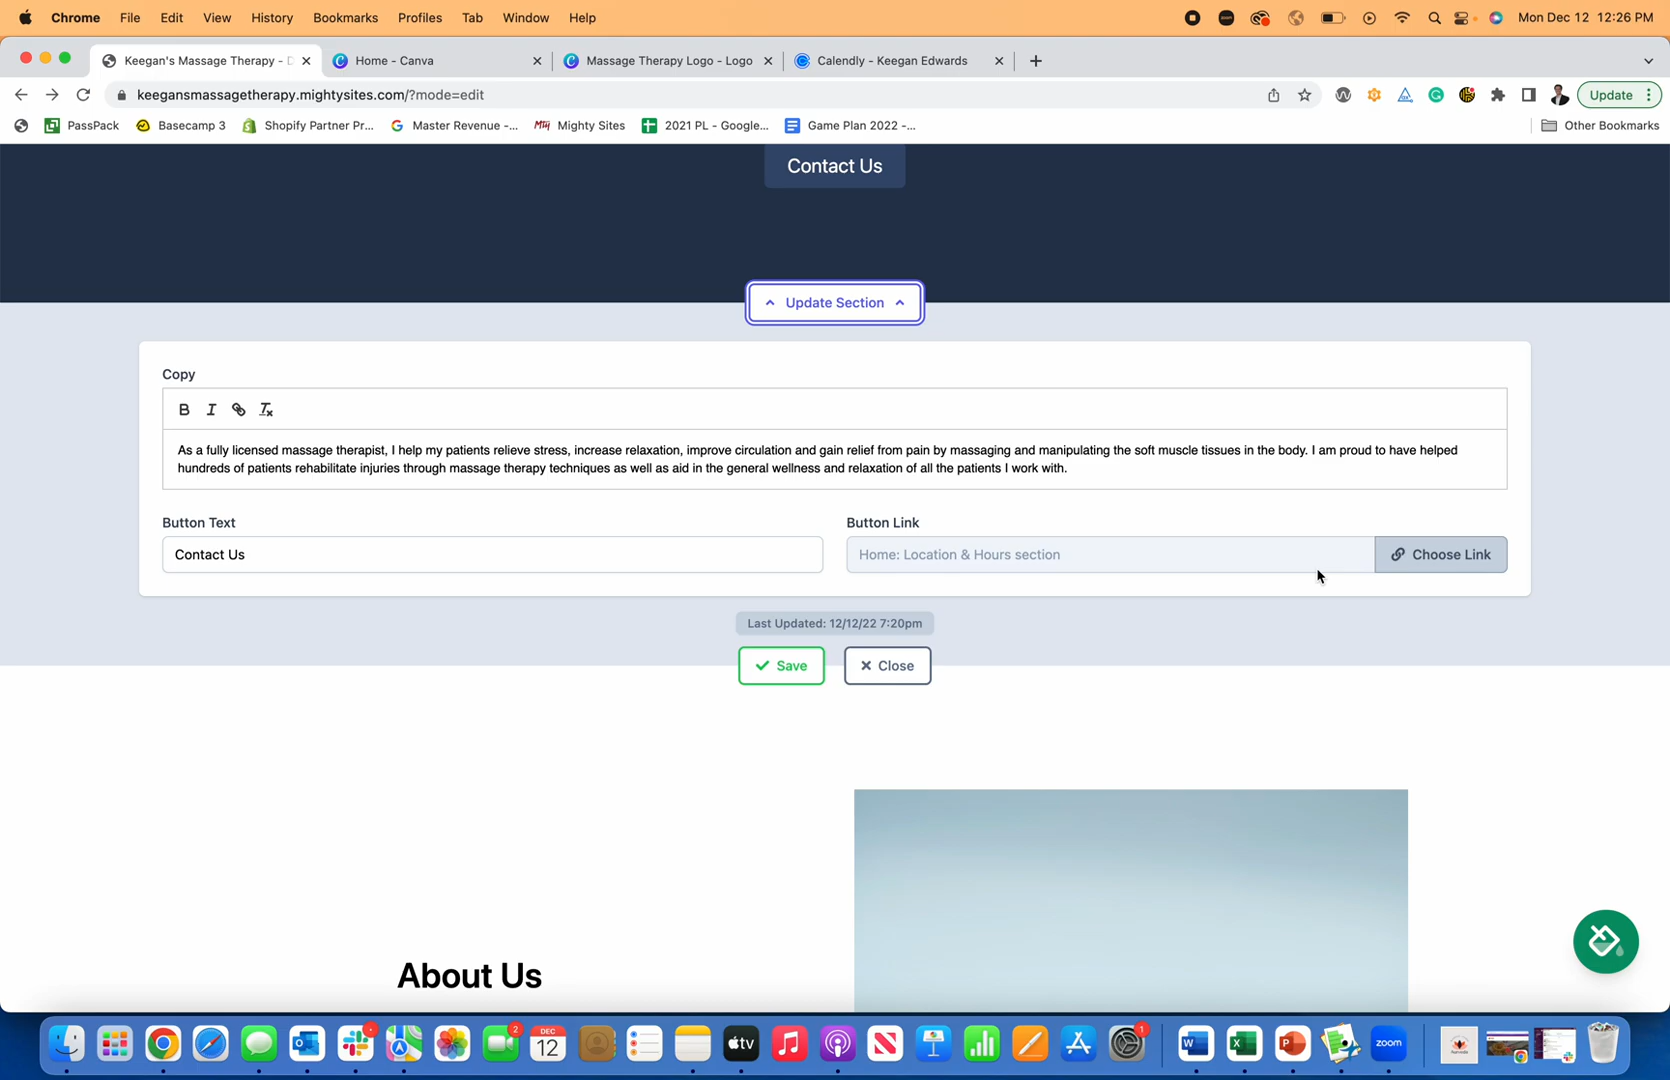 Chrome File Edit View History Bookmarks Profiles Tab Window Help
Mon Dec 12 12:26 PM
Keegan's Massage Therapy - D
Home - Canva
Massage Therapy Logo - Logo
Calendly - Keegan Edwards
keegansmassagetherapy.mightysites.com/?mode=edit
Update
PassPack
Basecamp 3
Shopify Partner Pr...
Master Revenue -...
Mighty Sites
2021 PL - Google...
Game Plan 2022 -...
Other Bookmarks
Contact Us
Update Section
Copy
B I
As a fully licensed massage therapist, I help my patients relieve stress, increase relaxation, improve circulation and gain relief from pain by massaging and manipulating the soft muscle tissues in the body. I am proud to have helped
hundreds of patients rehabilitate injuries through massage therapy techniques as well as aid in the general wellness and relaxation of all the patients I work with.
Button Text
Button Link
Contact Us
Home: Location & Hours section
Choose Link
Last Updated: 12/12/22 7:20pm
Save
Close
About Us
2
DEC
12
tv
1
W
X
P
zoom